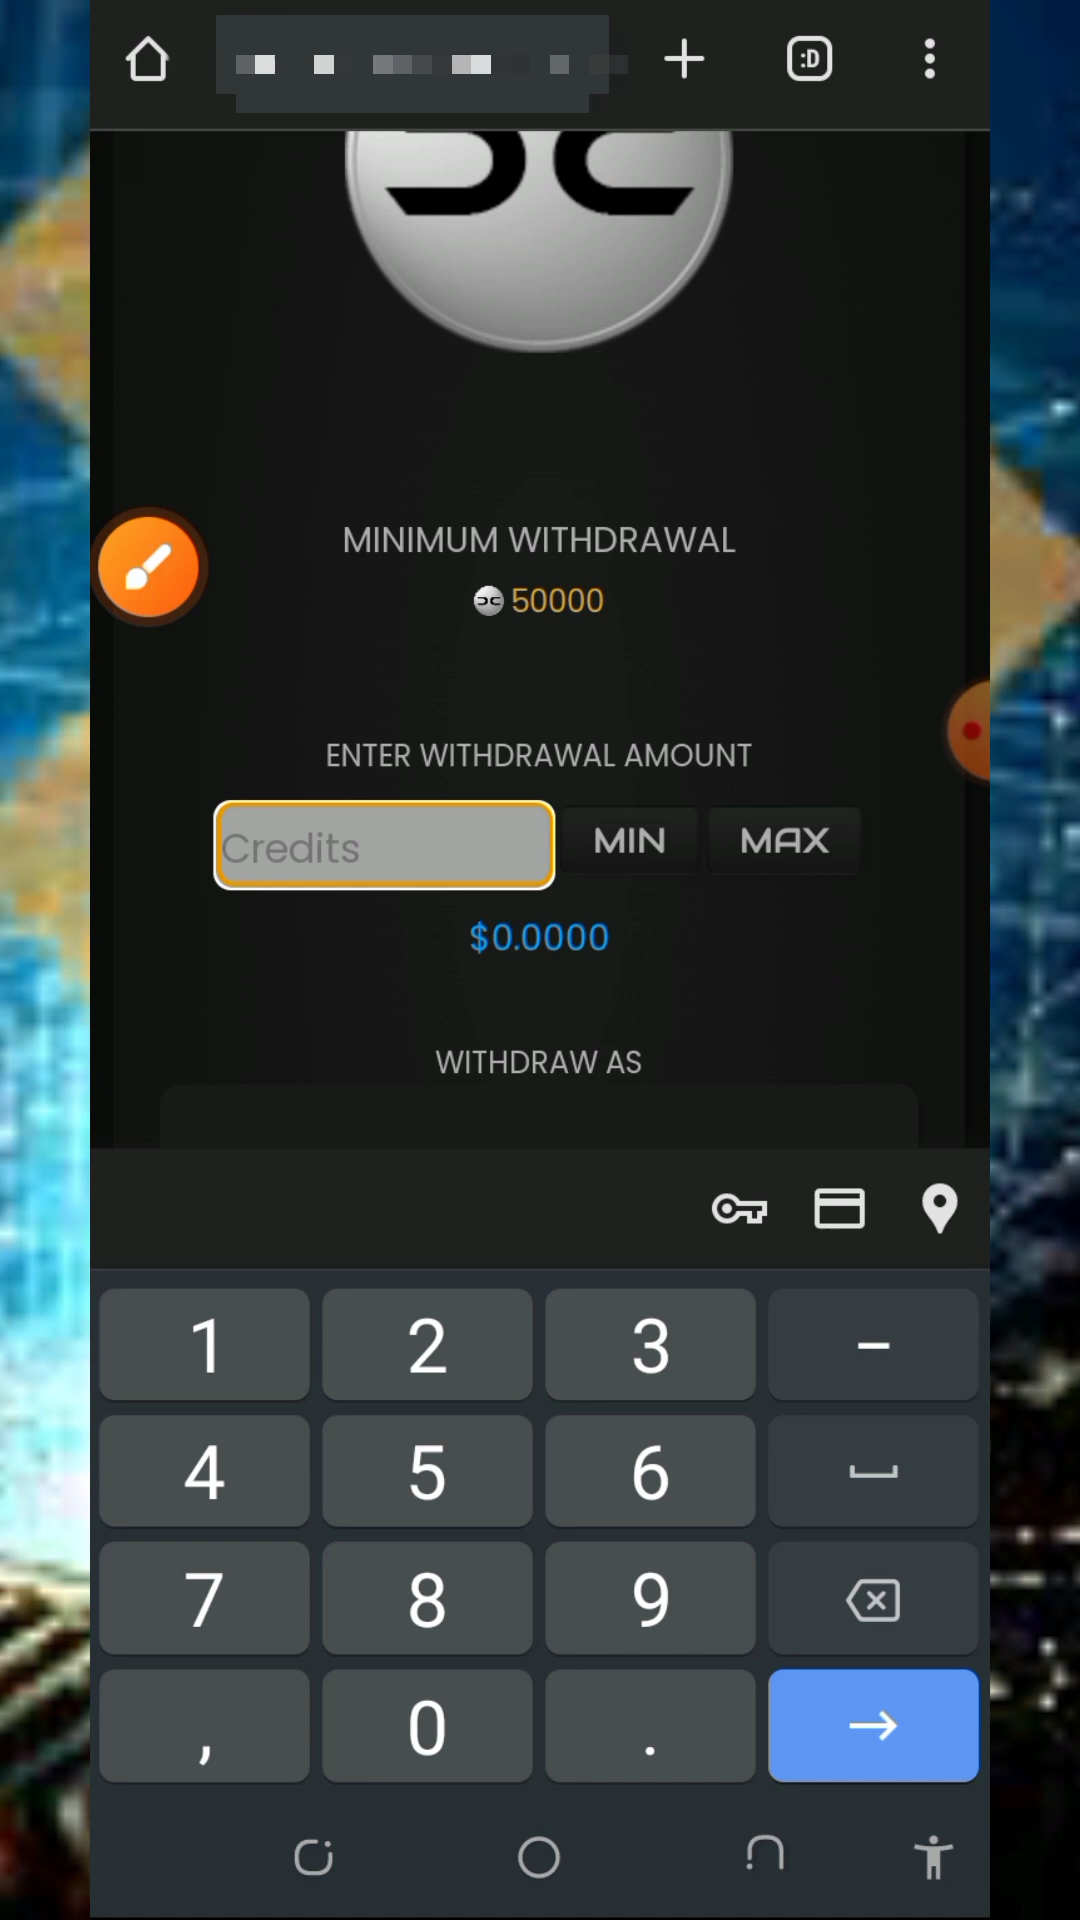 :D
MINIMUM WITHDRAWAL
50000
ENTER WITHDRAWAL AMOUNT
Credits MIN MAX
$0.0000
WITHDRAW AS
1 2 3 -
4 5 6
7 8 9
, 0 .